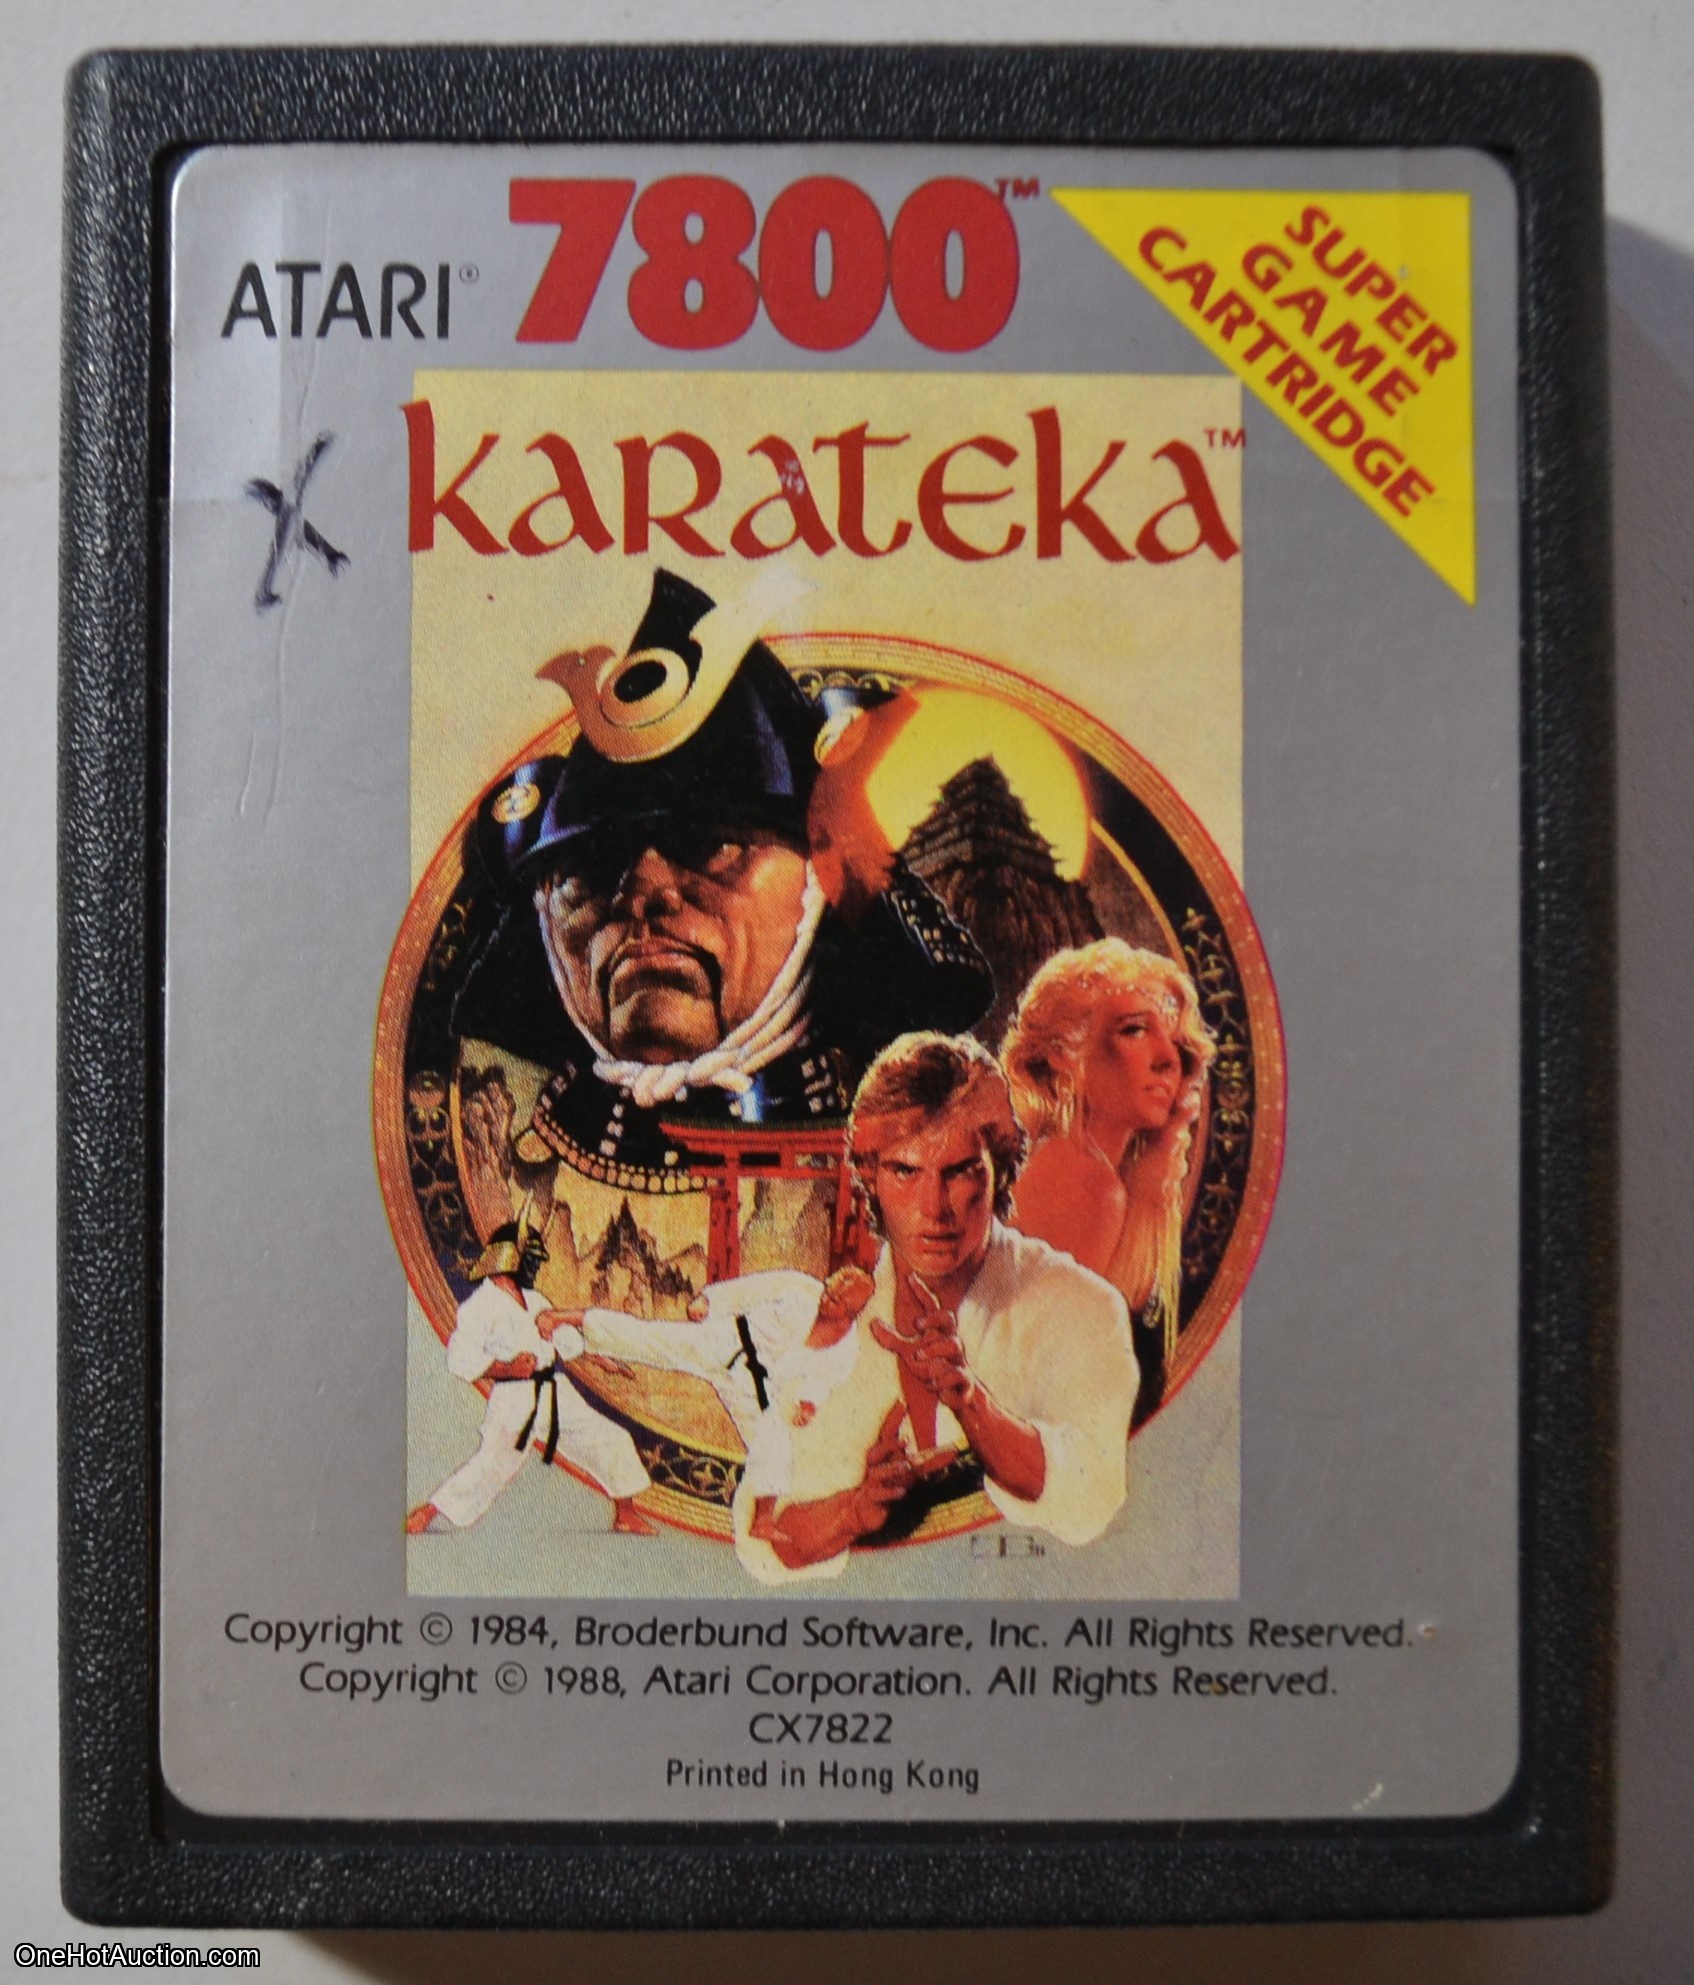 ATARI® 7800™
SUPER
GAME
CARTRIDGE
KARATEKA™
X
Copyright © 1984, Broderbund Software, Inc. All Rights Reserved.
Copyright © 1988, Atari Corporation. All Rights Reserved.
CX7822
Printed in Hong Kong
OneHotAuction.com